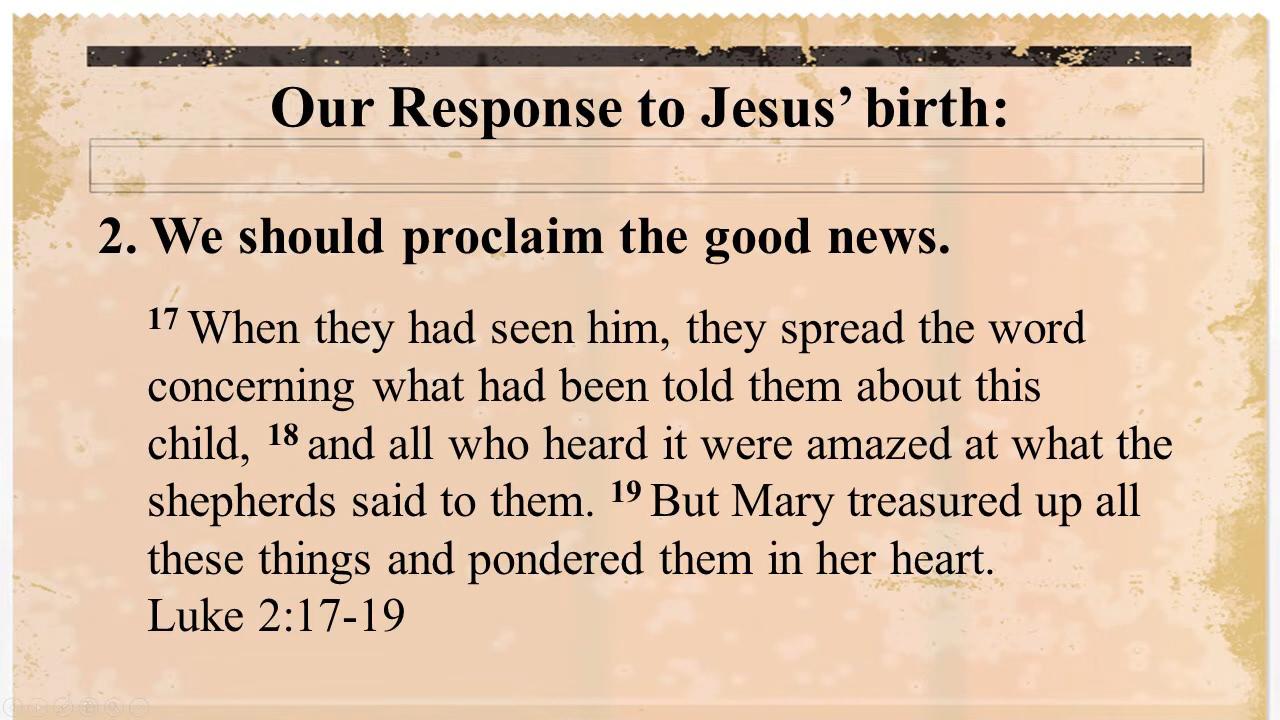 Our Response to Jesus’ birth:
2. We should proclaim the good news.
17 When they had seen him, they spread the word
concerning what had been told them about this
child, 18 and all who heard it were amazed at what the
shepherds said to them. 19 But Mary treasured up all
these things and pondered them in her heart.
Luke 2:17-19